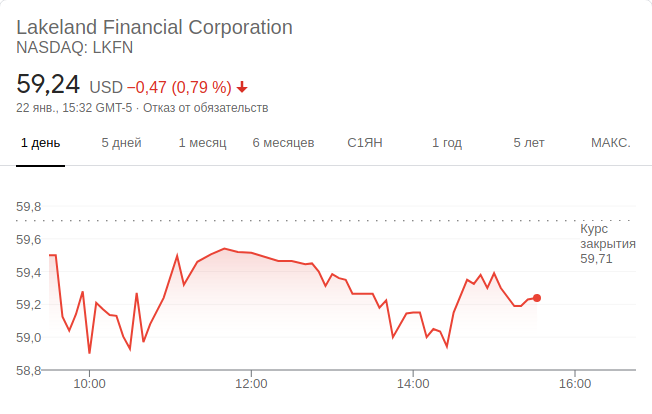 Lakeland Financial Corporation
NASDAQ: LKFN
59,24 USD −0,47 (0,79 %)
22 янв., 15:32 GMT-5 · Отказ от обязательств
1 день 5 дней 1 месяц 6 месяцев С1ЯН 1 год 5 лет МАКС.
59,8
Курс
59,6
закрытия
59,71
59,4
59,2
59,0
58,8
10:00 12:00 14:00 16:00